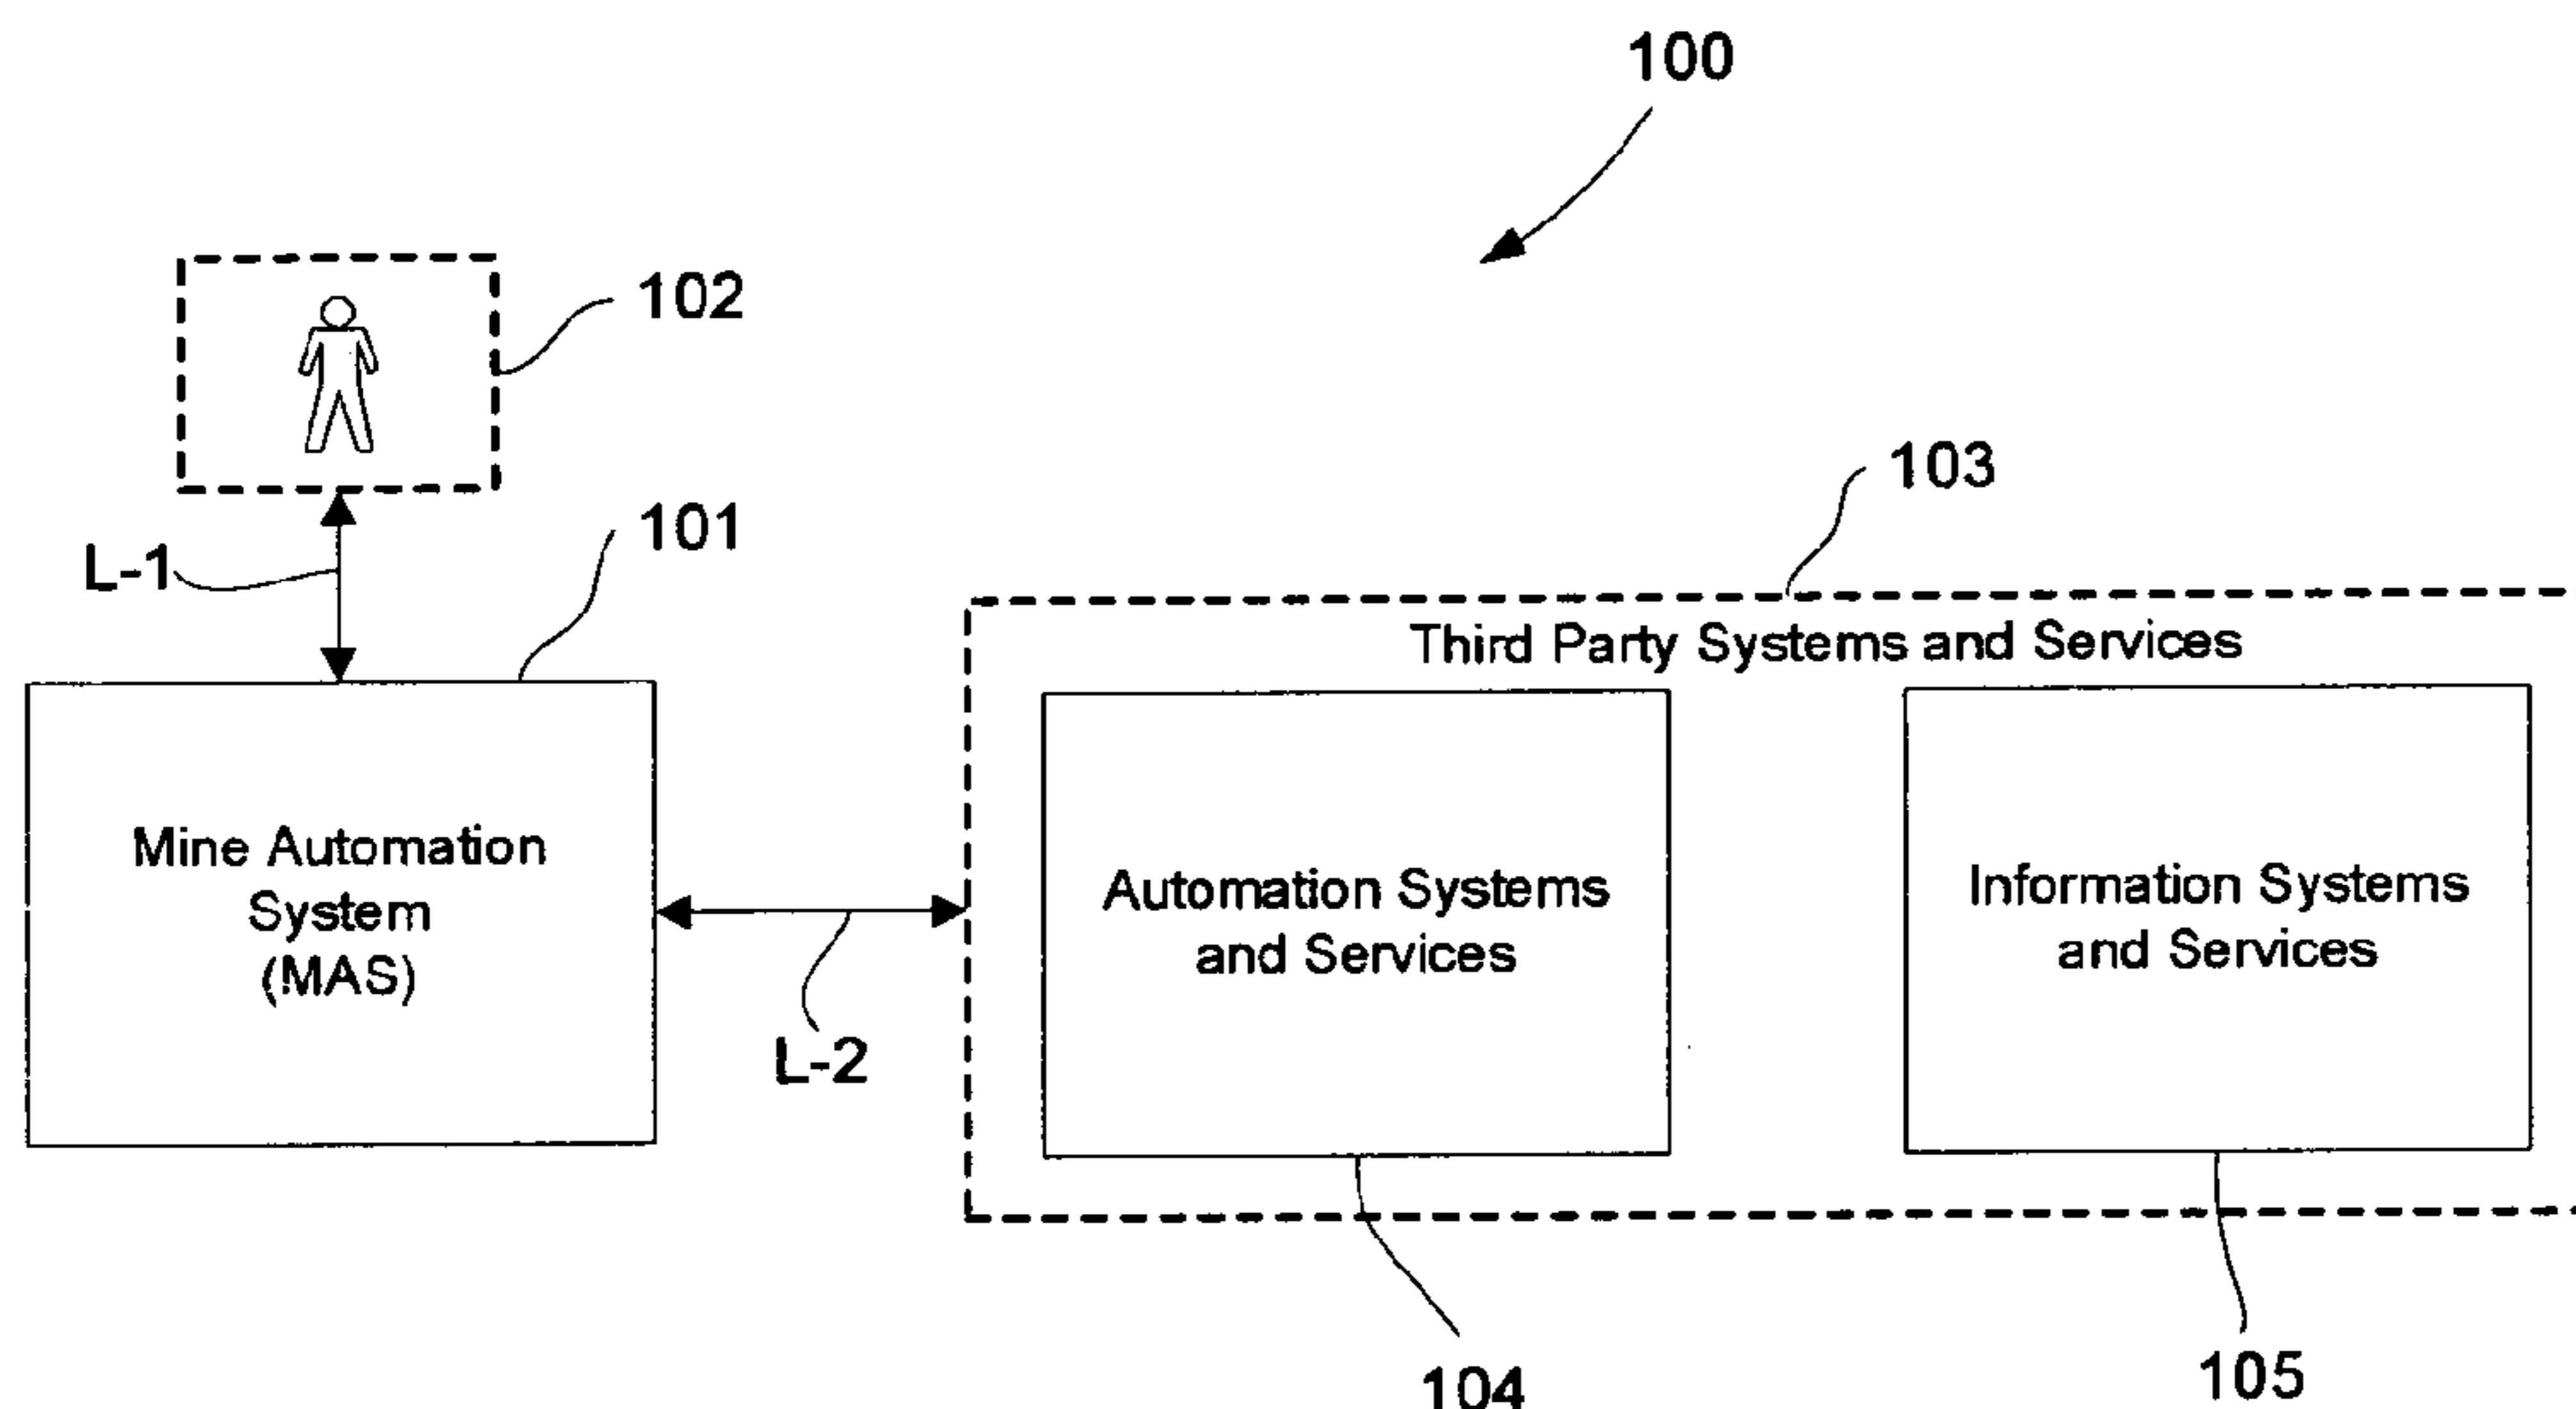 100
102
103
101
L-1
Third Party Systems and Services
Mine Automation
System
(MAS)
Automation Systems
and Services
Information Systems
and Services
L-2
104
105